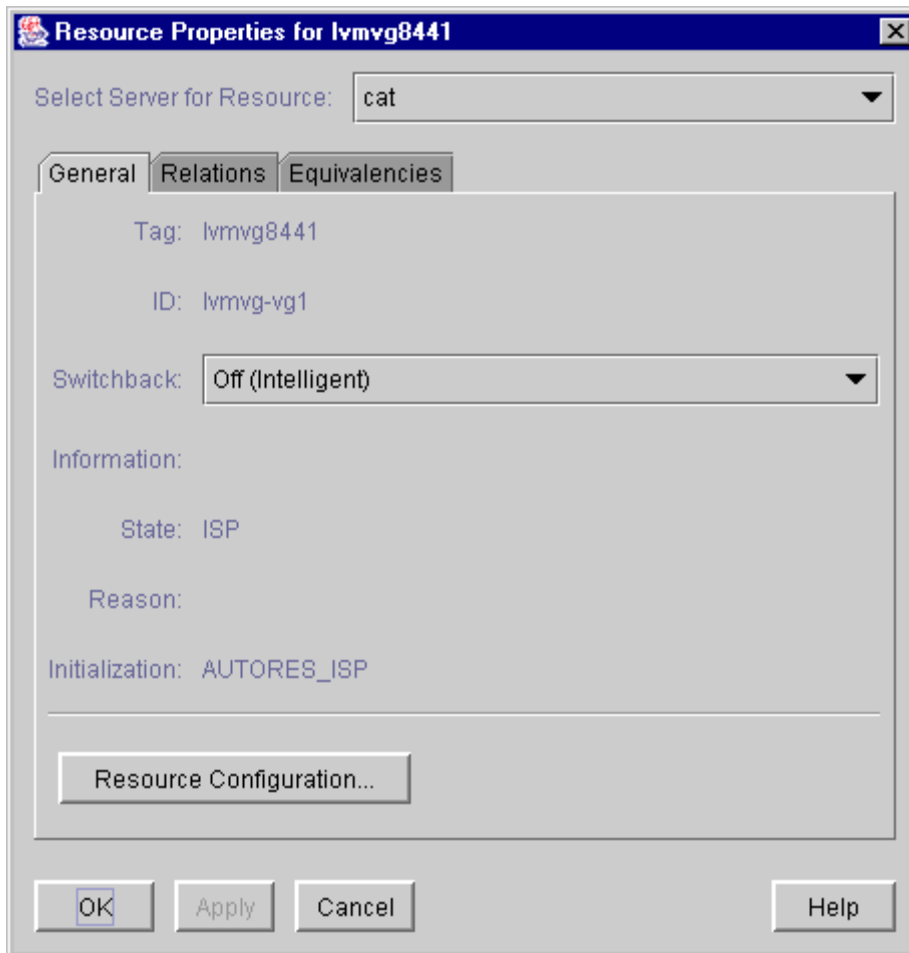 Resource Properties for lvmvg8441
Select Server for Resource: cat
General Relations Equivalencies
Tag: lvmvg8441
ID: lvmvg-vg1
Switchback: Off (Intelligent)
Information:
State: ISP
Reason:
Initialization: AUTORES_ISP
Resource Configuration...
OK Apply Cancel Help